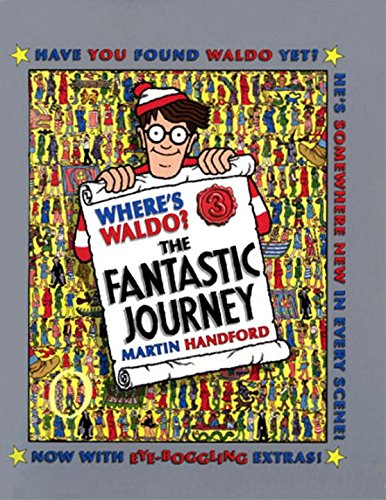 HAVE YOU FOUND WALDO YET?
HE'S SOMEWHERE NEW IN EVERY SCENE!
WHERE'S
WALDO?
3
THE
FANTASTIC
JOURNEY
MARTIN HANDFORD
NOW WITH EYE-BOGGLING EXTRAS!